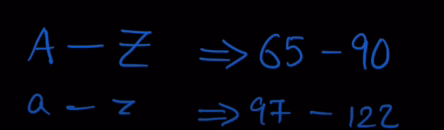 A — Z ⇒ 65 - 90
a - z ⇒ 97 - 122